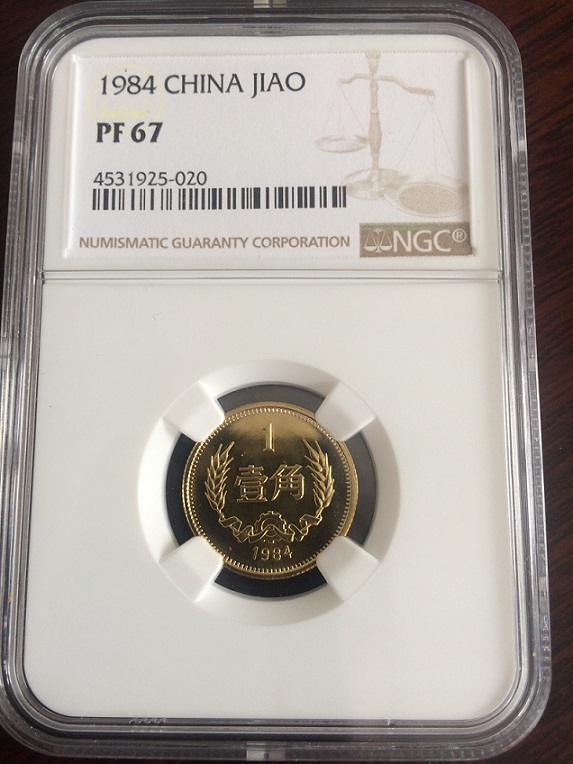 1984 CHINA JIAO
PF 67
4531925-020
NUMISMATIC GUARANTY CORPORATION
NGC®
1
壹角
1984